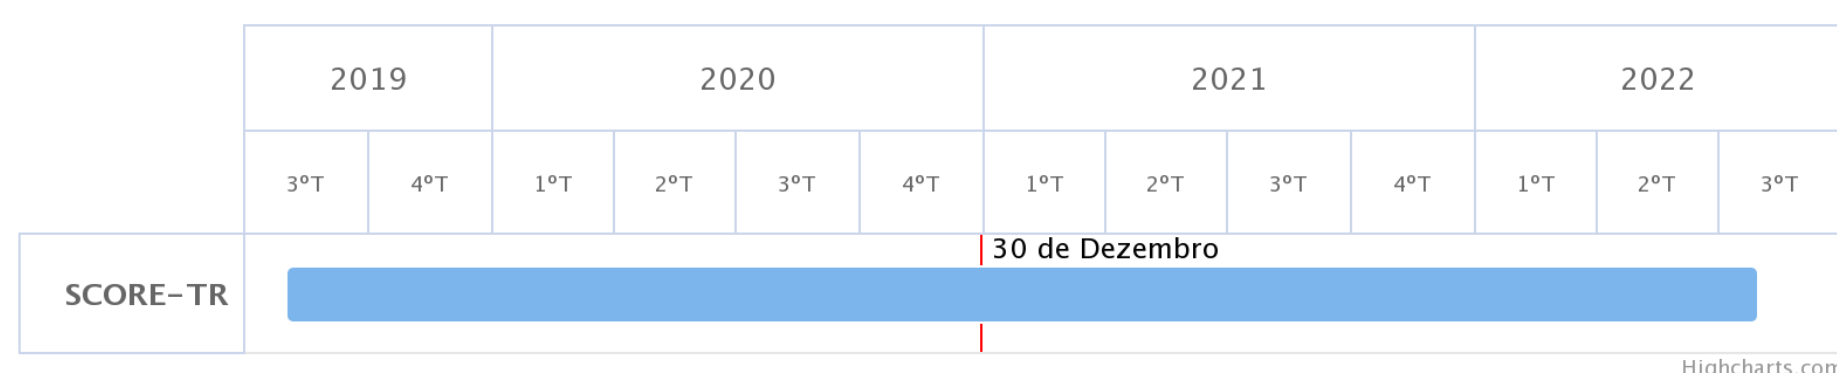 2019 2020 2021 2022
3ºT 4ºT 1ºT 2ºT 3ºT 4ºT 1ºT 2ºT 3ºT 4ºT 1ºT 2ºT 3ºT
30 de Dezembro
SCORE-TR
Highcharts.com